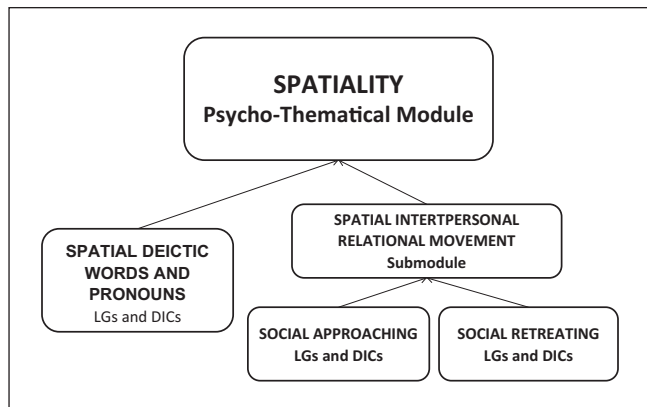 SPATIALITY
Psycho-Thematical Module
SPATIAL DEICTIC
WORDS AND
PRONOUNS
LGs and DICs
SPATIAL INTERTPERSONAL
RELATIONAL MOVEMENT
Submodule
SOCIAL APPROACHING
LGs and DICs
SOCIAL RETREATING
LGs and DICs